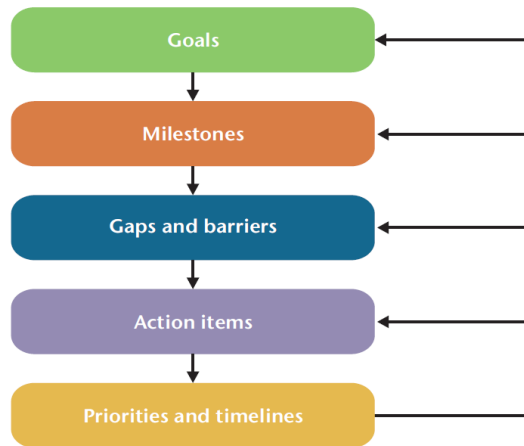 Goals
Milestones
Gaps and barriers
Action items
Priorities and timelines